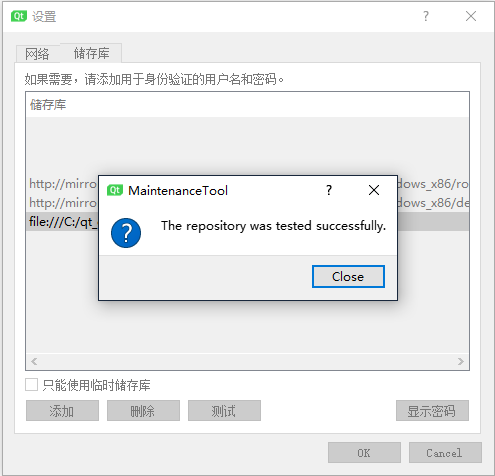 Qt 设置
网络 储存库
如果需要，请添加用于身份验证的用户名和密码。
储存库
http://mirro
dows_x86/ro
http://mirro
dows_x86/de
file:///C:/qt_
Qt MaintenanceTool
?
The repository was tested successfully.
Close
只能使用临时储存库
添加 删除 测试 显示密码
OK Cancel